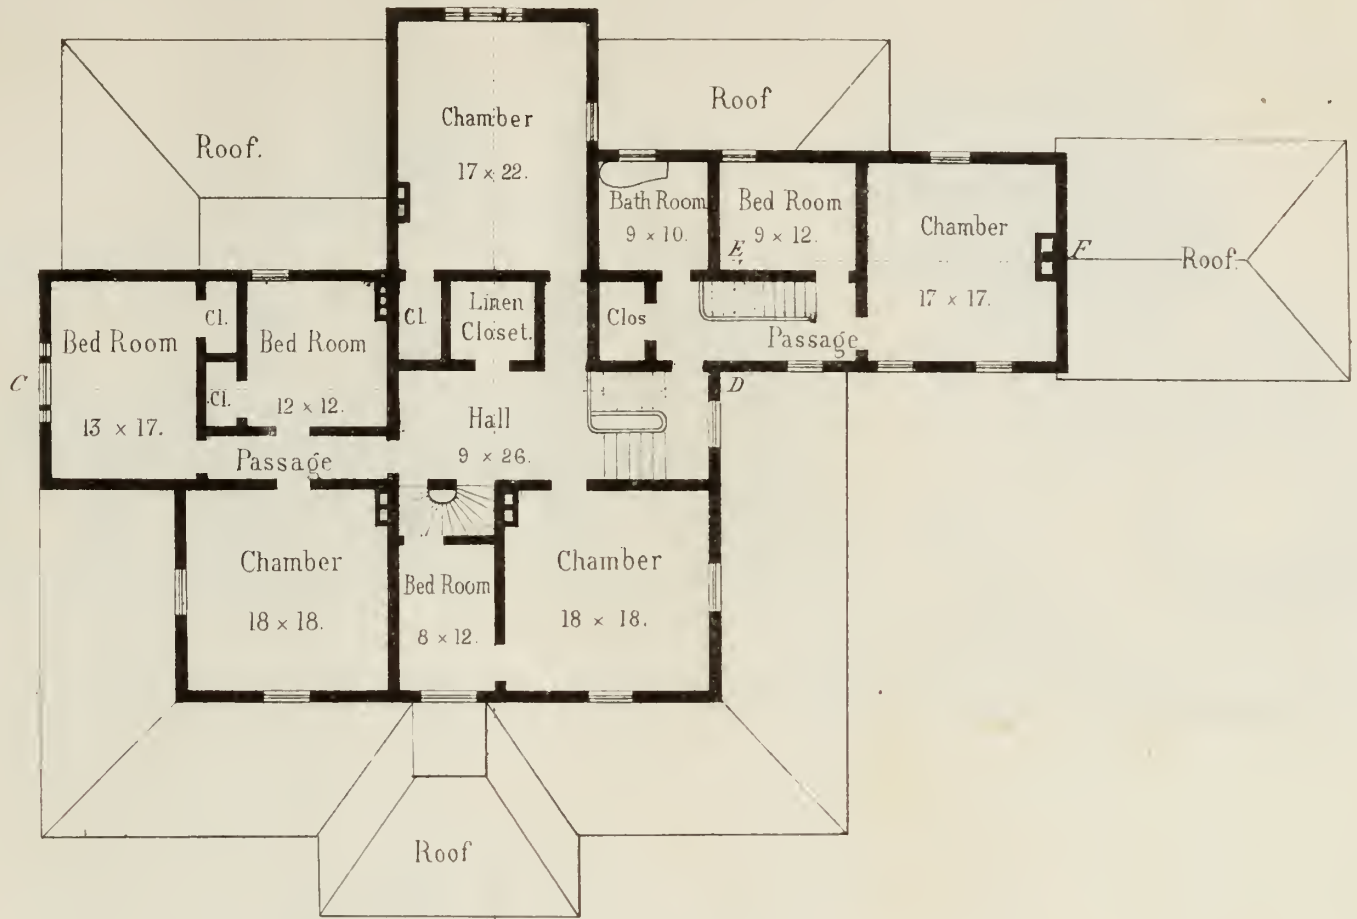 Chamber
17 × 22.
Roof.
Roof
Bath Room
9 × 10.
Bed Room
9 × 12.
E
Chamber
17 × 17.
F
Roof.
C
Bed Room
13 × 17.
Cl.
Cl.
Bed Room
12 × 12.
Cl.
Linen
Closet.
Clos
Passage
D
Hall
9 × 26.
Passage
Chamber
18 × 18.
Bed Room
8 × 12.
Chamber
18 × 18.
Roof